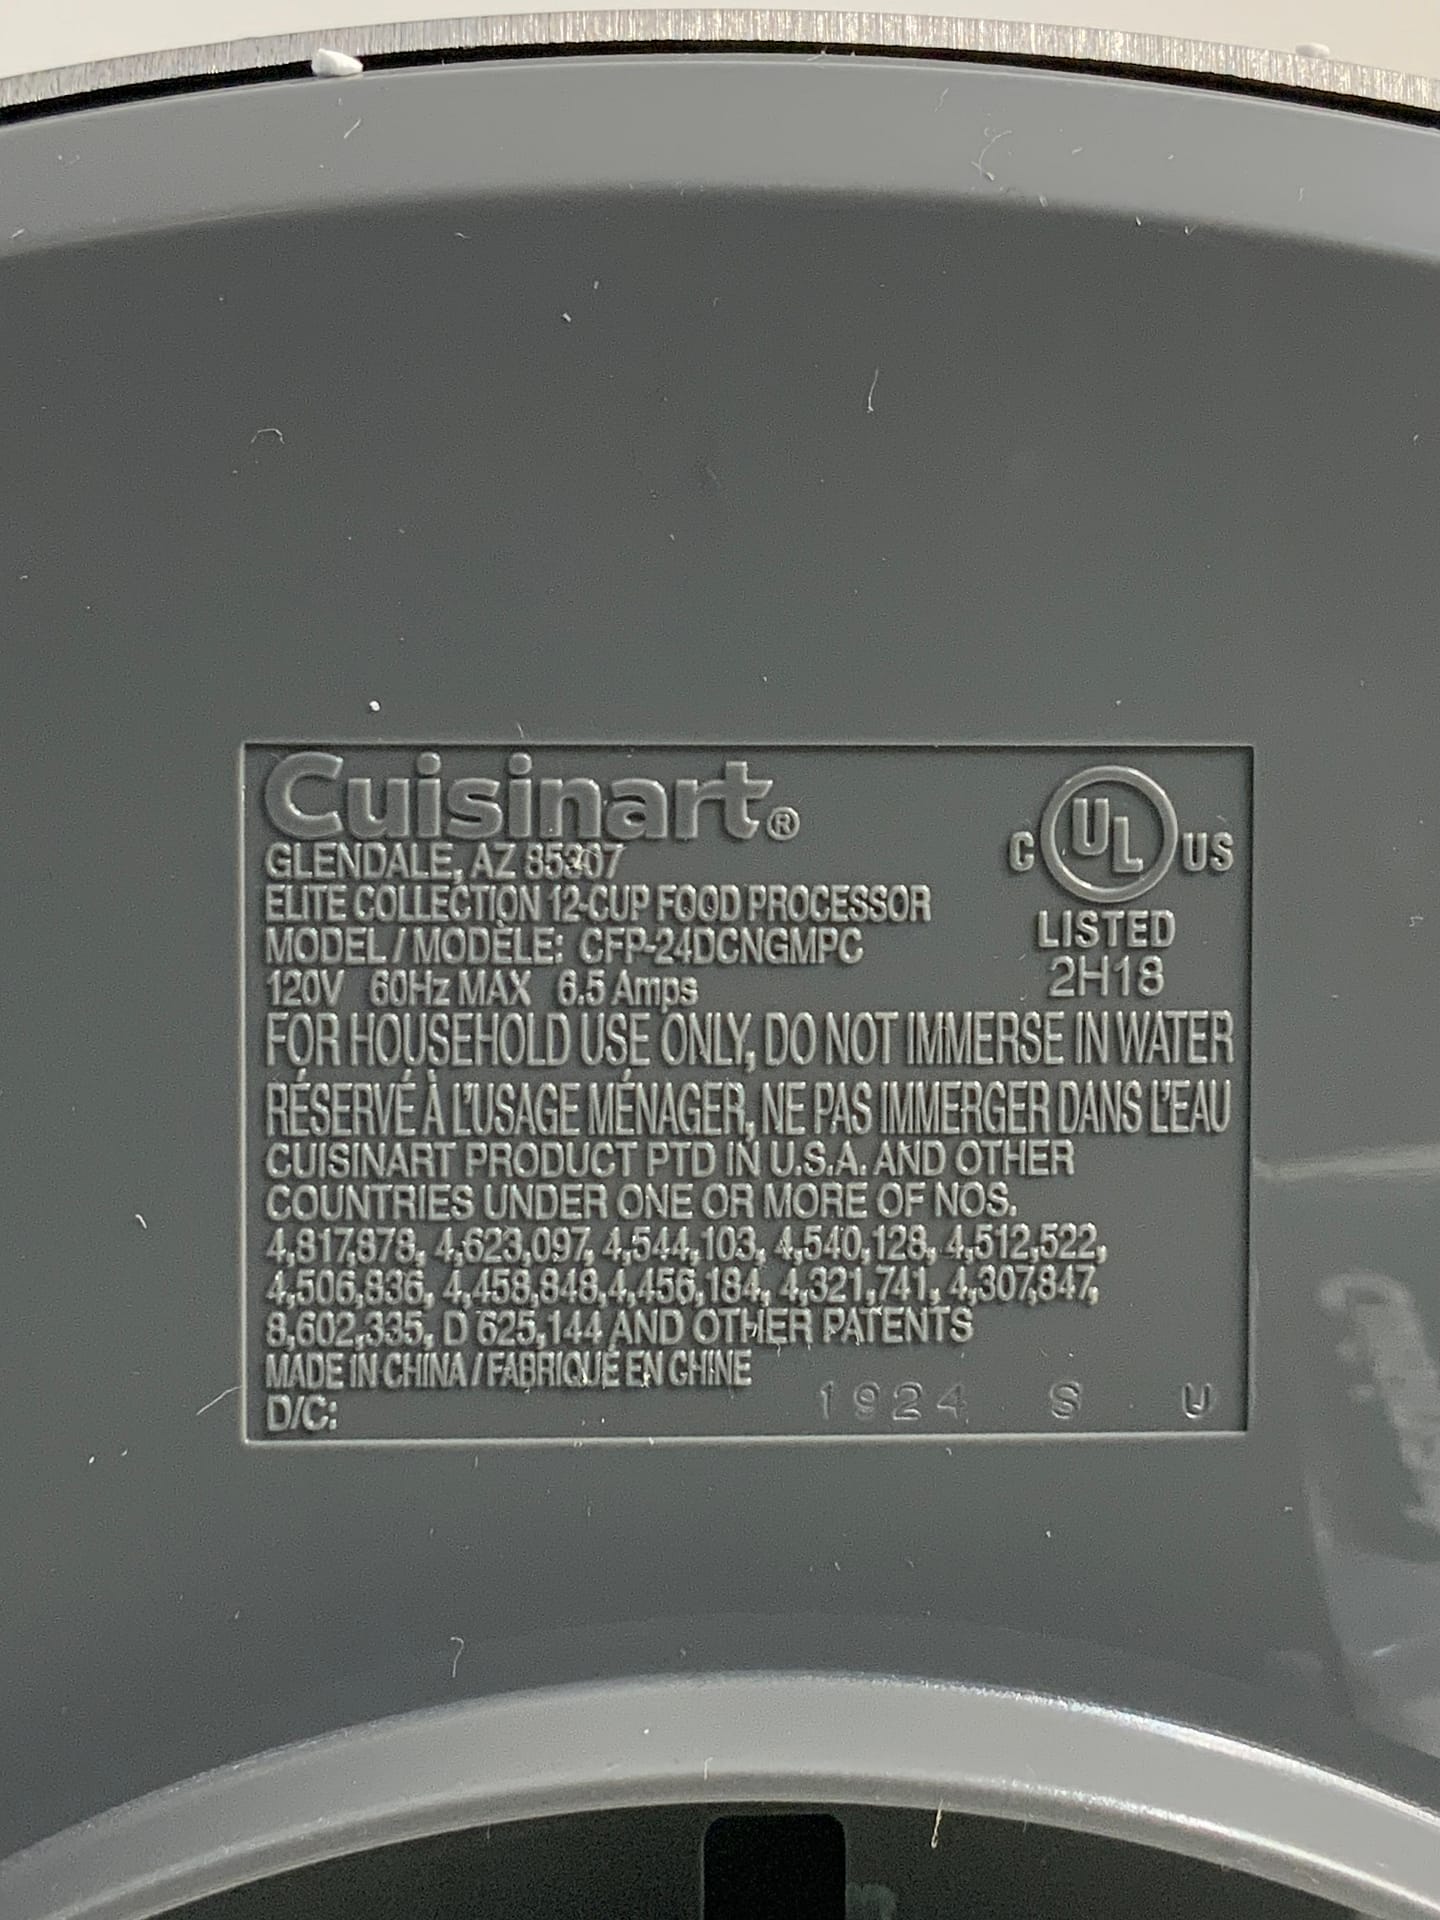 Cuisinart®
GLENDALE, AZ 85307
ELITE COLLECTION 12-CUP FOOD PROCESSOR
MODEL / MODÈLE: CFP-24DCNGMPC
120V 60Hz MAX 6.5 Amps
C UL US
LISTED
2H18
FOR HOUSEHOLD USE ONLY, DO NOT IMMERSE IN WATER
RÉSERVÉ À L'USAGE MÉNAGER, NE PAS IMMERGER DANS L'EAU
CUISINART PRODUCT PTD IN U.S.A. AND OTHER
COUNTRIES UNDER ONE OR MORE OF NOS.
4,817,878, 4,623,097, 4,544,103, 4,540,128, 4,512,522,
4,506,836, 4,458,848, 4,456,184, 4,321,741, 4,307,847,
8,602,335, D 625,144 AND OTHER PATENTS
MADE IN CHINA / FABRIQUÉ EN CHINE
D/C: 1924 S U